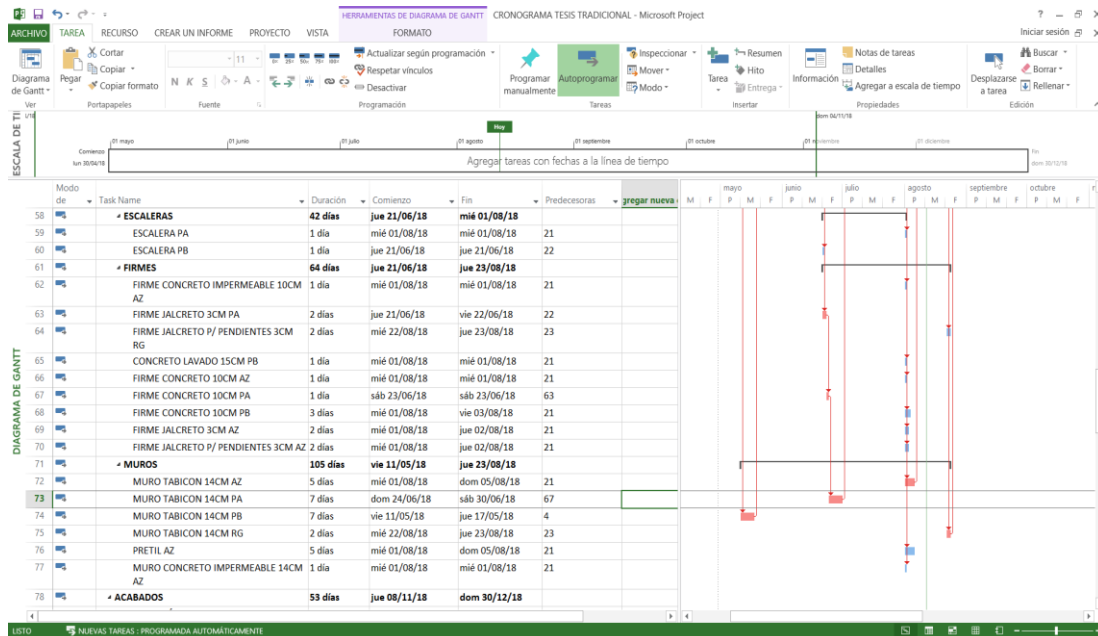 HERRAMIENTAS DE DIAGRAMA DE GANTT CRONOGRAMA TESIS TRADICIONAL - Microsoft Project
ARCHIVO TAREA RECURSO CREAR UN INFORME PROYECTO VISTA FORMATO Iniciar sesión
Diagrama de Gantt
Ver
Pegar
Cortar
Copiar
Copiar formato
Portapapeles
11
N K S A
Fuente
0% 25% 50% 75% 100%
Actualizar según programación
Respetar vínculos
Desactivar
Programación
Programar manualmente
Autoprogramar
Inspeccionar
Mover
Modo
Tareas
Tarea
Resumen
Hito
Entrega
Insertar
Información
Notas de tareas
Detalles
Agregar a escala de tiempo
Propiedades
Desplazarse a tarea
Buscar
Borrar
Rellenar
Edición
ESCALA DE TI
Hoy
dom 04/11/18
01 mayo 01 junio 01 julio 01 agosto 01 septiembre 01 octubre 01 noviembre 01 diciembre
Comienzo
lun 30/04/18
Agregar tareas con fechas a la línea de tiempo
Fin
dom 30/12/18
DIAGRAMA DE GANTT
Modo de Task Name Duración Comienzo Fin Predecesoras gregar nueva
mayo junio julio agosto septiembre octubre
M F P M F P M F P M F P M F P M F P M F
58 ESCALERAS 42 días jue 21/06/18 mié 01/08/18
59 ESCALERA PA 1 día mié 01/08/18 mié 01/08/18 21
60 ESCALERA PB 1 día jue 21/06/18 jue 21/06/18 22
61 FIRMES 64 días jue 21/06/18 jue 23/08/18
62 FIRME CONCRETO IMPERMEABLE 10CM AZ 1 día mié 01/08/18 mié 01/08/18 21
63 FIRME JALCRETO 3CM PA 2 días jue 21/06/18 vie 22/06/18 22
64 FIRME JALCRETO P/ PENDIENTES 3CM RG 2 días mié 22/08/18 jue 23/08/18 23
65 CONCRETO LAVADO 15CM PB 1 día mié 01/08/18 mié 01/08/18 21
66 FIRME CONCRETO 10CM AZ 1 día mié 01/08/18 mié 01/08/18 21
67 FIRME CONCRETO 10CM PA 1 día sáb 23/06/18 sáb 23/06/18 63
68 FIRME CONCRETO 10CM PB 3 días mié 01/08/18 vie 03/08/18 21
69 FIRME JALCRETO 3CM AZ 2 días mié 01/08/18 jue 02/08/18 21
70 FIRME JALCRETO P/ PENDIENTES 3CM AZ 2 días mié 01/08/18 jue 02/08/18 21
71 MUROS 105 días vie 11/05/18 jue 23/08/18
72 MURO TABICON 14CM AZ 5 días mié 01/08/18 dom 05/08/18 21
73 MURO TABICON 14CM PA 7 días dom 24/06/18 sáb 30/06/18 67
74 MURO TABICON 14CM PB 7 días vie 11/05/18 jue 17/05/18 4
75 MURO TABICON 14CM RG 2 días mié 22/08/18 jue 23/08/18 23
76 PRETIL AZ 5 días mié 01/08/18 dom 05/08/18 21
77 MURO CONCRETO IMPERMEABLE 14CM AZ 1 día mié 01/08/18 mié 01/08/18 21
78 ACABADOS 53 días jue 08/11/18 dom 30/12/18
LISTO NUEVAS TAREAS : PROGRAMADA AUTOMÁTICAMENTE